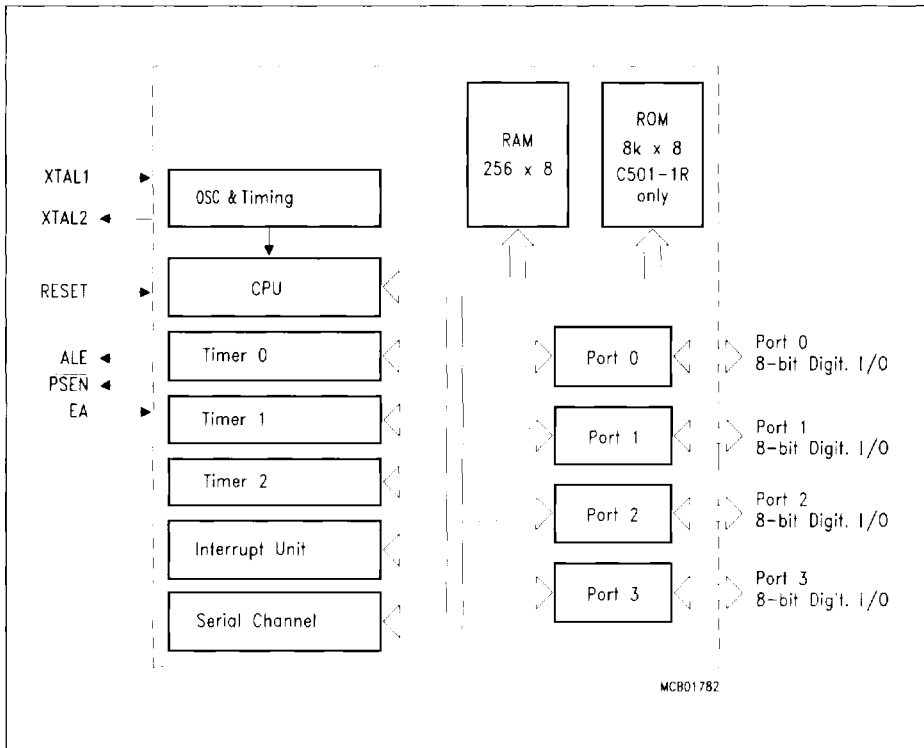 XTAL1
XTAL2
RESET
ALE
PSEN
EA
OSC & Timing
CPU
Timer 0
Timer 1
Timer 2
Interrupt Unit
Serial Channel
RAM
256 x 8
ROM
8k x 8
C501-1R
only
Port 0
Port 1
Port 2
Port 3
Port 0
8-bit Digit. I/O
Port 1
8-bit Digit. I/O
Port 2
8-bit Digit. I/O
Port 3
8-bit Digit. I/O
MCB01782